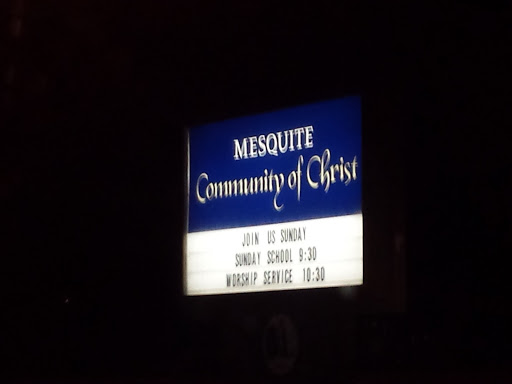 MESQUITE
Community of Christ
JOIN US SUNDAY
SUNDAY SCHOOL 9:30
WORSHIP SERVICE 10:30